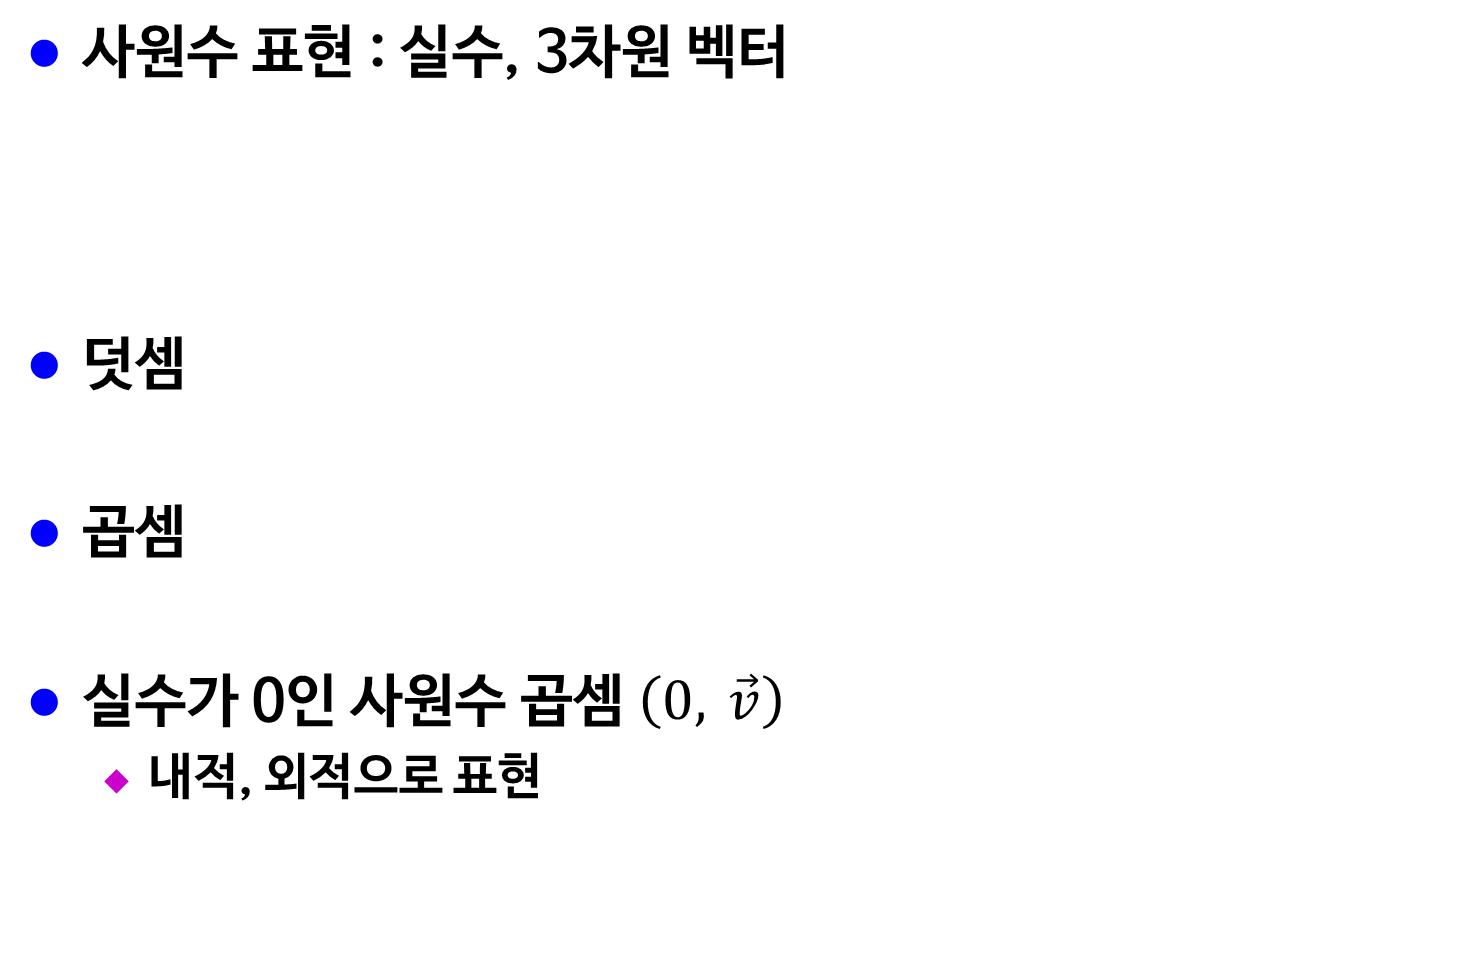 ● 사원수 표현 : 실수, 3차원 벡터
● 덧셈
● 곱셈
● 실수가 0인 사원수 곱셈 (0, v⃗)
◆ 내적, 외적으로 표현